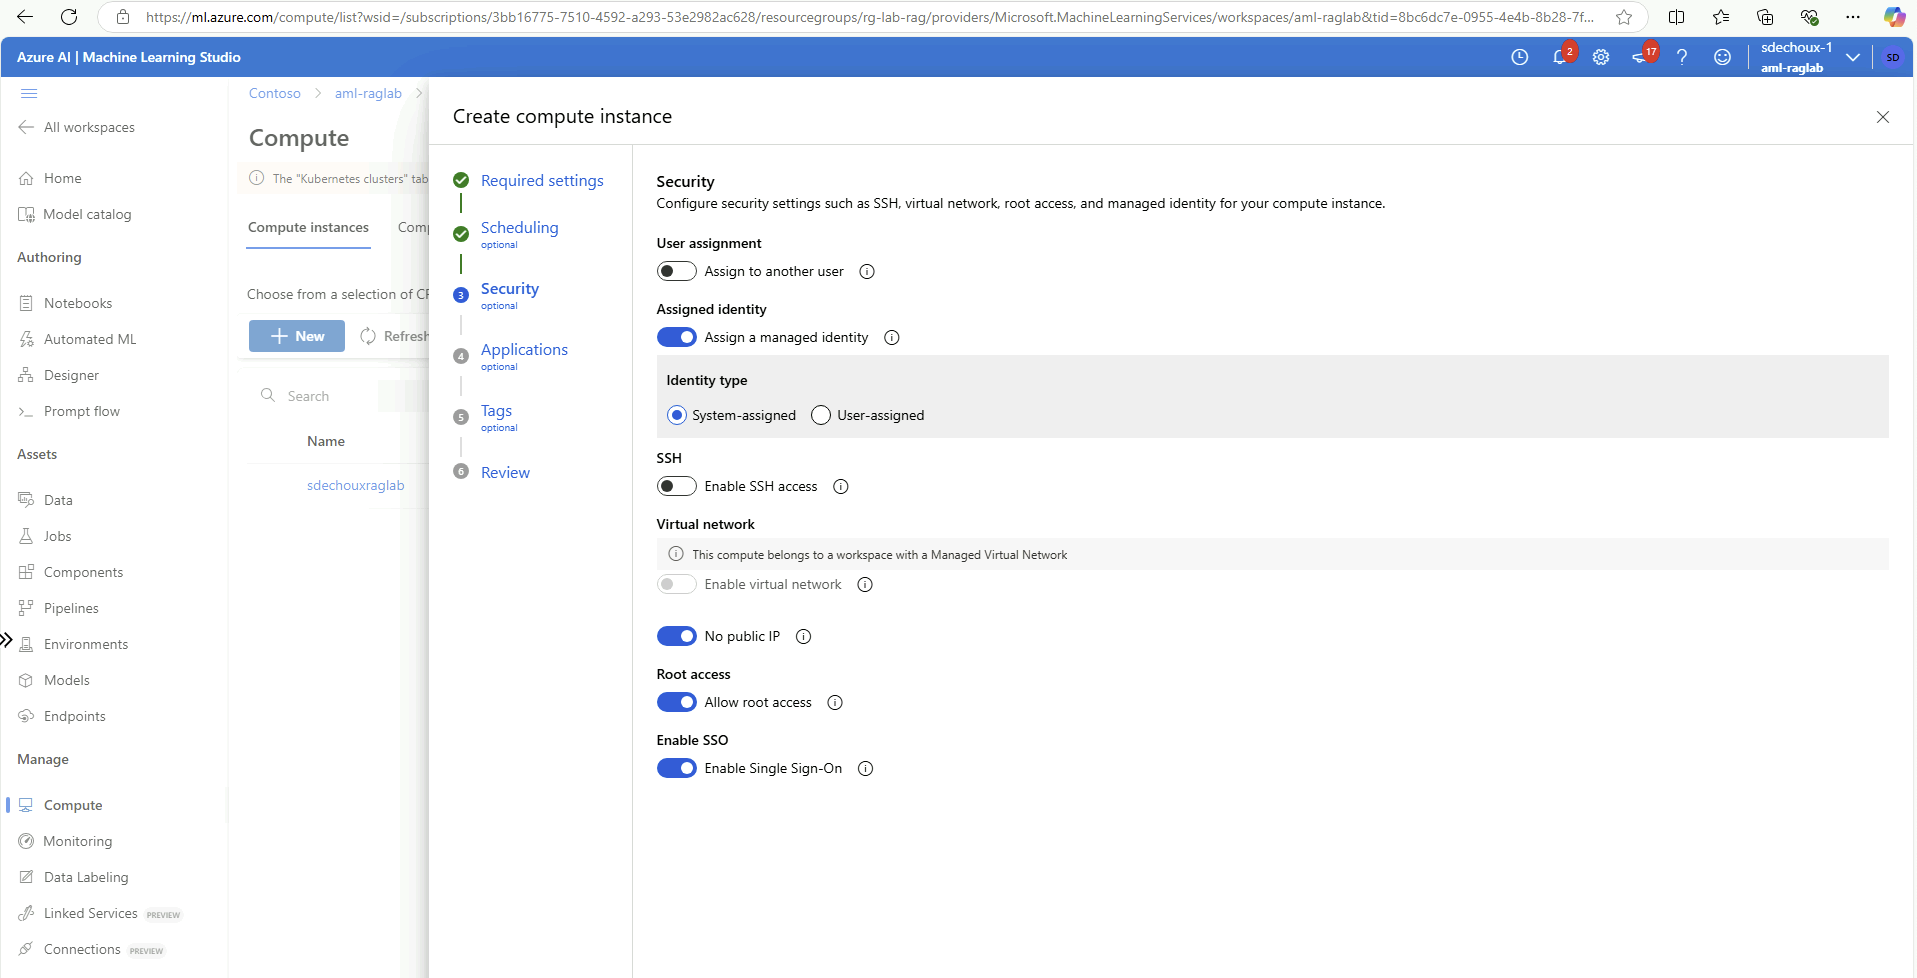 https://ml.azure.com/compute/list?wsid=/subscriptions/3bb16775-7510-4592-a293-53e2982ac628/resourcegroups/rg-lab-rag/providers/Microsoft.MachineLearningServices/workspaces/aml-raglab&tid=8bc6dc7e-0955-4e4b-8b28-7f...
Azure AI | Machine Learning Studio
2
17
sdechoux-1
aml-raglab
SD
All workspaces
Home
Model catalog
Authoring
Notebooks
Automated ML
Designer
Prompt flow
Assets
Data
Jobs
Components
Pipelines
Environments
Models
Endpoints
Manage
Compute
Monitoring
Data Labeling
Linked Services PREVIEW
Connections PREVIEW
Contoso > aml-raglab >
Compute
The "Kubernetes clusters" tab
Compute instances Comp
Choose from a selection of CP
New Refresh
Search
Name
sdechouxraglab
Create compute instance
Required settings
Scheduling
optional
3 Security
optional
4 Applications
optional
5 Tags
optional
6 Review
Security
Configure security settings such as SSH, virtual network, root access, and managed identity for your compute instance.
User assignment
Assign to another user
Assigned identity
Assign a managed identity
Identity type
System-assigned User-assigned
SSH
Enable SSH access
Virtual network
This compute belongs to a workspace with a Managed Virtual Network
Enable virtual network
No public IP
Root access
Allow root access
Enable SSO
Enable Single Sign-On